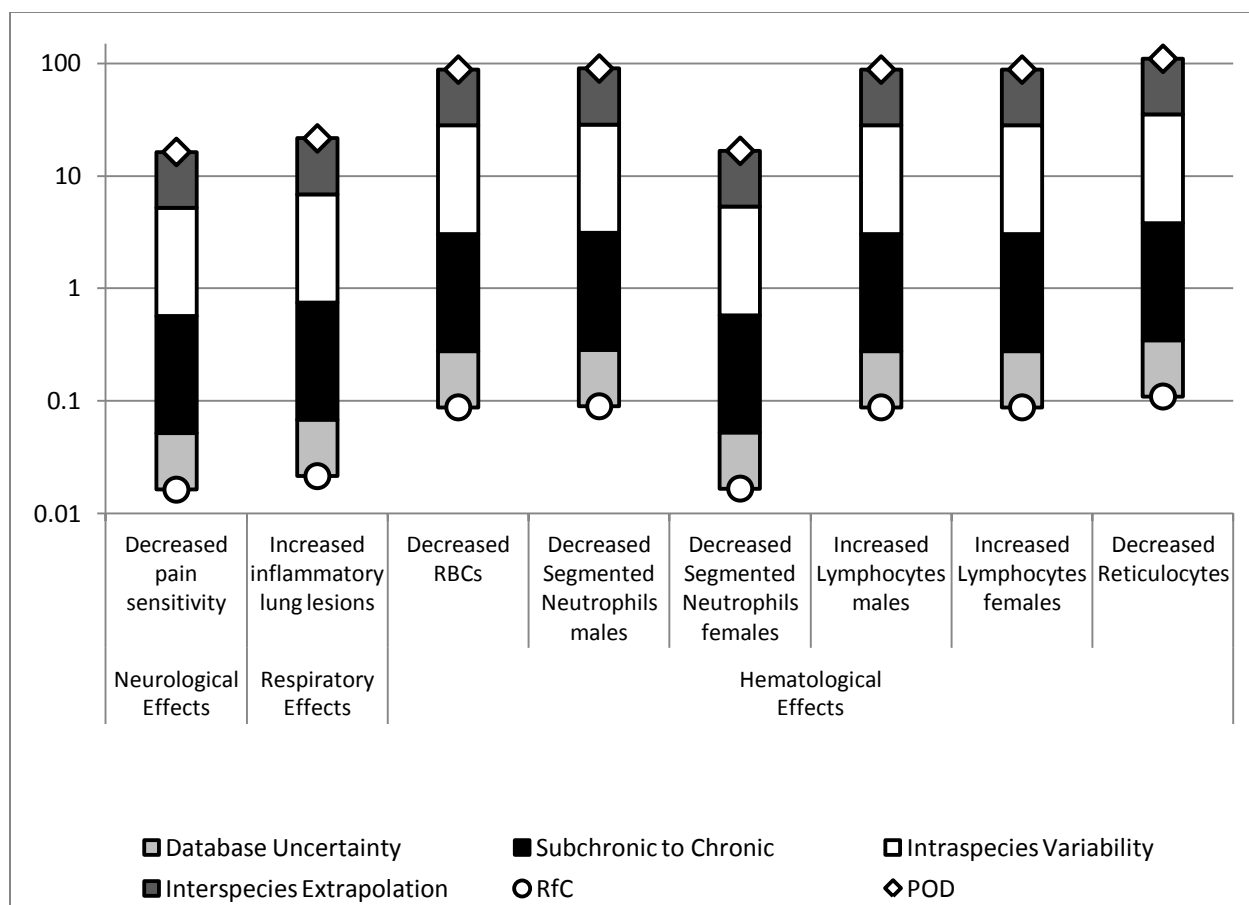 100
10
1
0.1
0.01
Decreased
pain
sensitivity
Increased
inflammatory
lung lesions
Decreased
RBCs
Decreased
Segmented
Neutrophils
males
Decreased
Segmented
Neutrophils
females
Increased
Lymphocytes
males
Increased
Lymphocytes
females
Decreased
Reticulocytes
Neurological
Effects
Respiratory
Effects
Hematological
Effects
Database Uncertainty
Subchronic to Chronic
Intraspecies Variability
Interspecies Extrapolation
RfC
POD